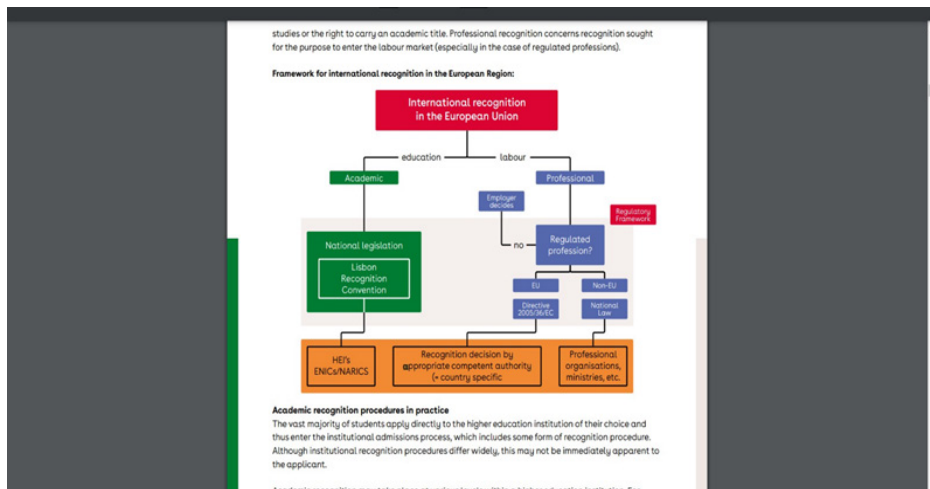 studies or the right to carry an academic title. Professional recognition concerns recognition sought
for the purpose to enter the labour market (especially in the case of regulated professions).
Framework for international recognition in the European Region:
International recognition
in the European Union
education
labour
Academic
Professional
Employer
decides
Regulatory
Framework
no
Regulated
profession?
National legislation
Lisbon
Recognition
Convention
EU
Non-EU
Directive
2005/36/EC
National
Law
HEI's
ENICs/NARICS
Recognition decision by
appropriate competent authority
(= country specific
Professional
organisations,
ministries, etc.
Academic recognition procedures in practice
The vast majority of students apply directly to the higher education institution of their choice and
thus enter the institutional admissions process, which includes some form of recognition procedure.
Although institutional recognition procedures differ widely, this may not be immediately apparent to
the applicant.